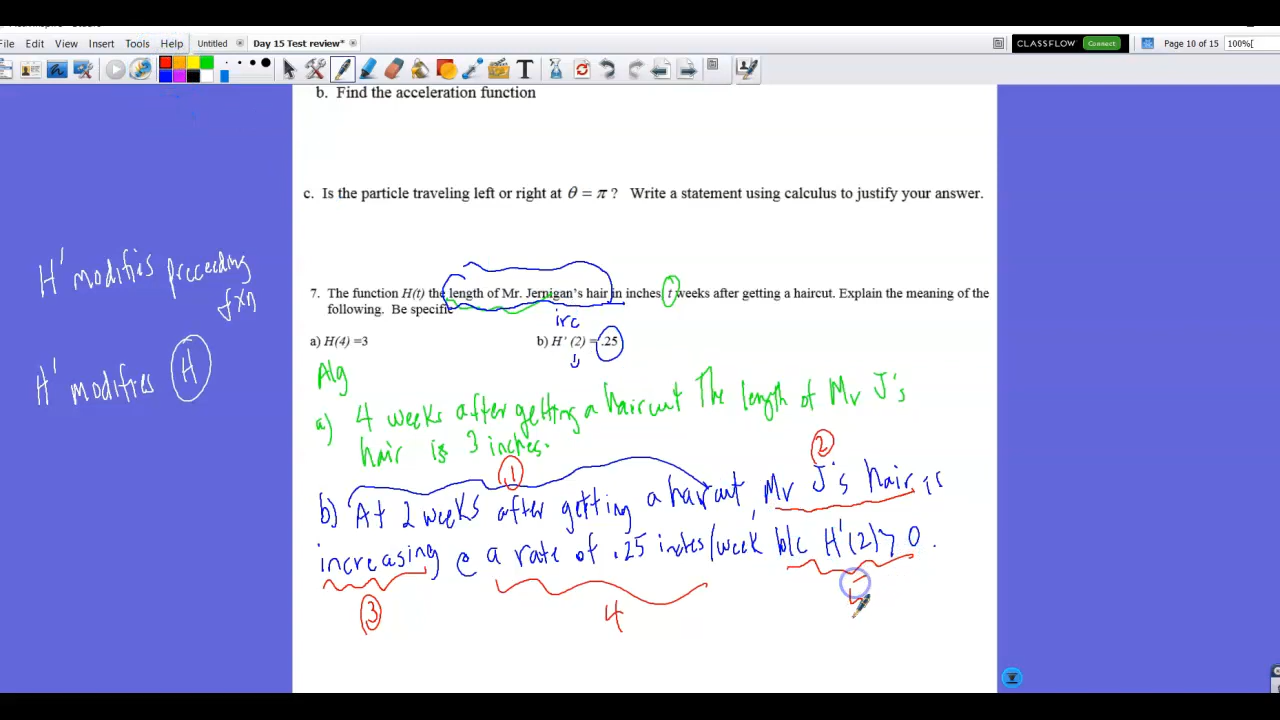 File Edit View Insert Tools Help Untitled Day 15 Test review* CLASSFLOW Connect Page 10 of 15 100%[
b. Find the acceleration function
c. Is the particle traveling left or right at θ = π ? Write a statement using calculus to justify your answer.
H' modifies preceeding
fxn
H' modifies H
7. The function H(t) the length of Mr. Jernigan's hair in inches, t weeks after getting a haircut. Explain the meaning of the
following. Be specific
irc
a) H(4) =3 b) H' (2) = .25
Alg
a) 4 weeks after getting a haircut The length of Mr J's
hair is 3 inches.
1 2
b) At 2 weeks after getting a haircut, Mr J's hair is
increasing @ a rate of .25 inches/week b/c H'(2)>0.
3 4 5